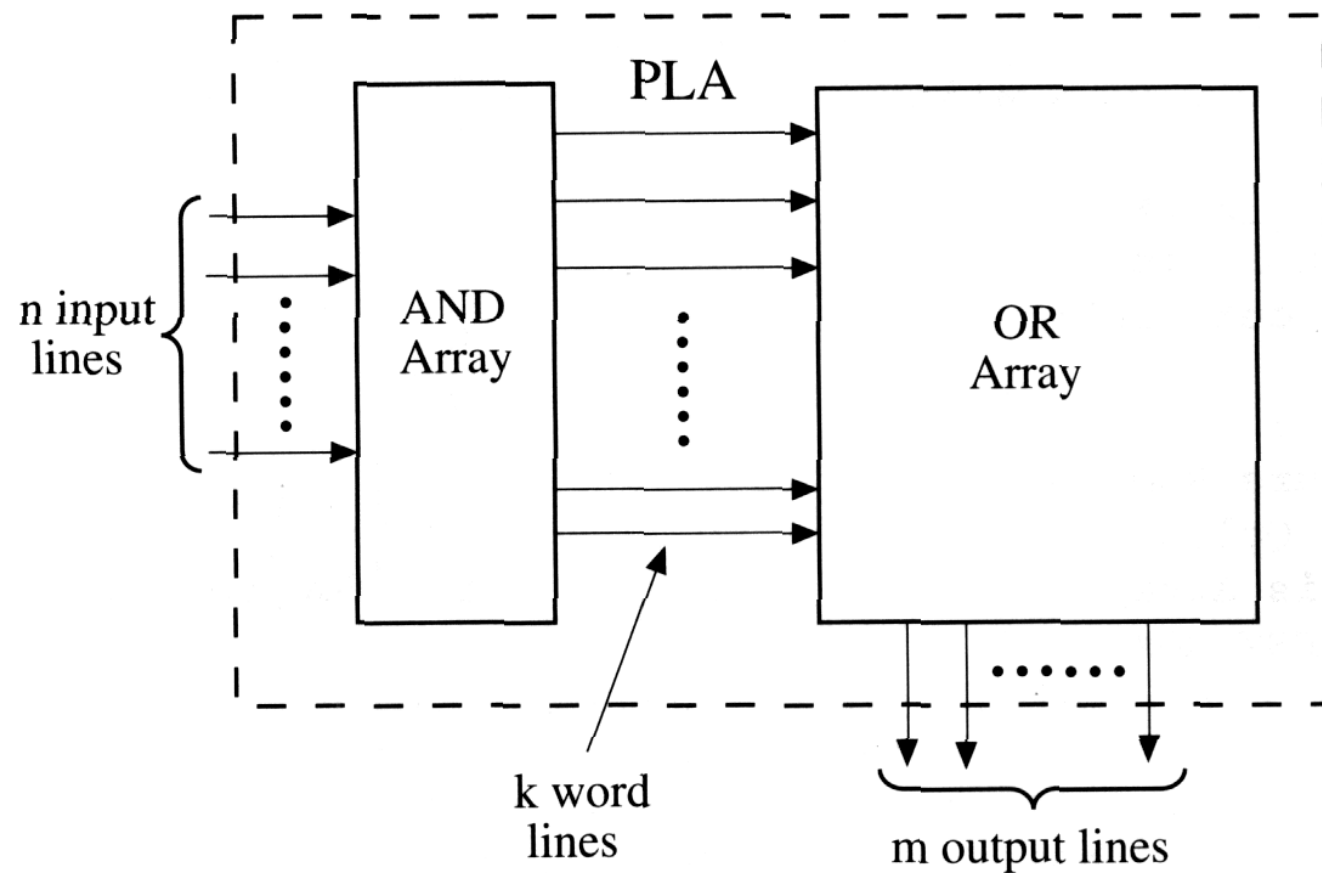 PLA
n input
lines
AND
Array
OR
Array
k word
lines
m output lines